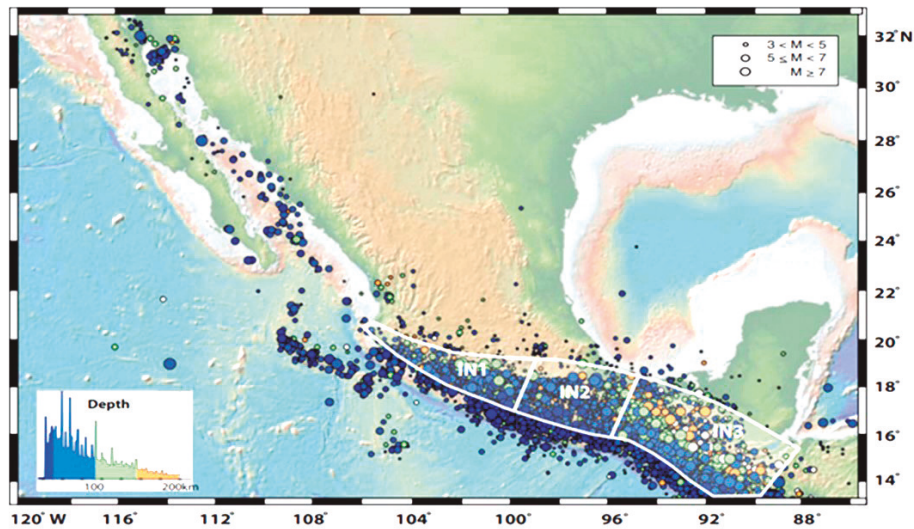 32° N
3 < M < 5
5 ≤ M < 7
M ≥ 7
30°
28°
26°
24°
22°
20°
IN1
18°
IN2
IN3
Depth
16°
100 200km
14°
120° W 116° 112° 108° 104° 100° 96° 92° 88°